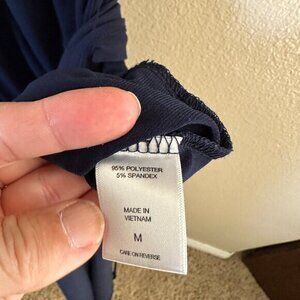 95% POLYESTER
5% SPANDEX
MADE IN
VIETNAM
M
CARE ON REVERSE